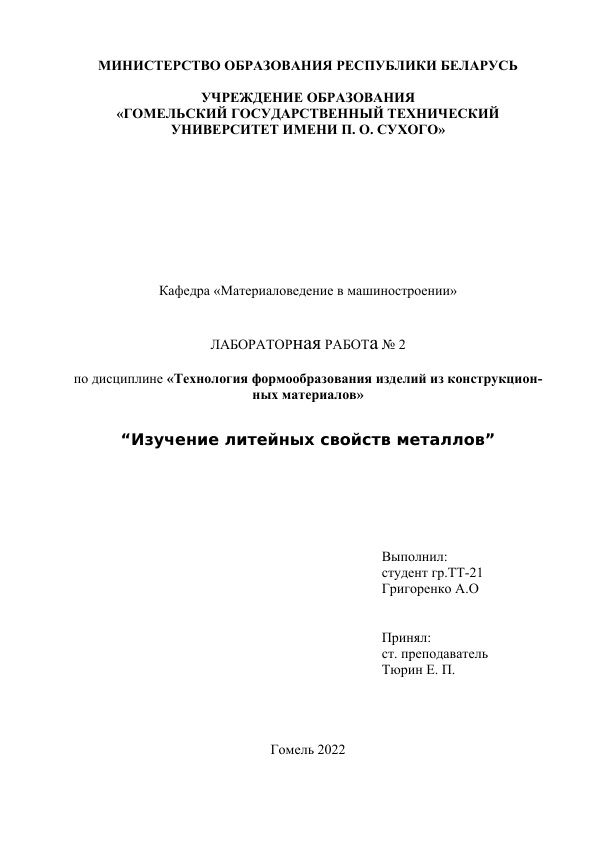 МИНИСТЕРСТВО ОБРАЗОВАНИЯ РЕСПУБЛИКИ БЕЛАРУСЬ
УЧРЕЖДЕНИЕ ОБРАЗОВАНИЯ
«ГОМЕЛЬСКИЙ ГОСУДАРСТВЕННЫЙ ТЕХНИЧЕСКИЙ
УНИВЕРСИТЕТ ИМЕНИ П. О. СУХОГО»
Кафедра «Материаловедение в машиностроении»
ЛАБОРАТОРная РАБОТа № 2
по дисциплине «Технология формообразования изделий из конструкцион-
ных материалов»
“Изучение литейных свойств металлов”
Выполнил:
студент гр.ТТ-21
Григоренко А.О
Принял:
ст. преподаватель
Тюрин Е. П.
Гомель 2022